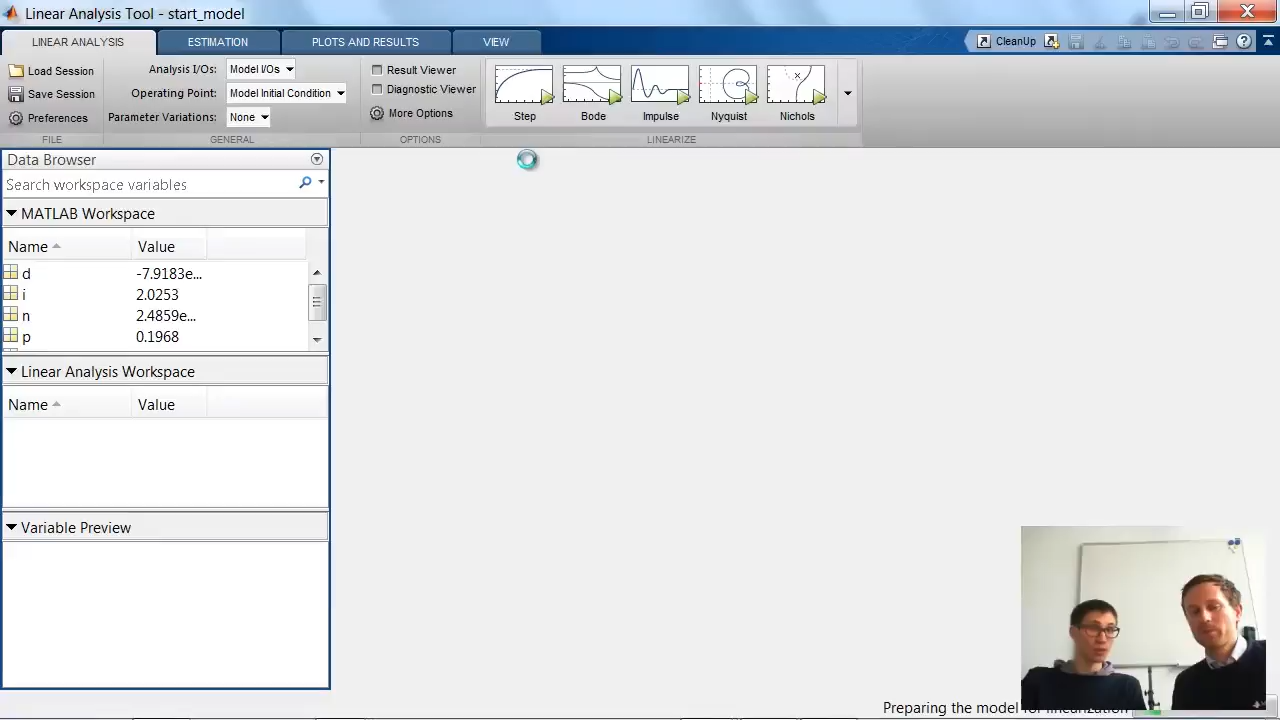 Linear Analysis Tool - start_model
LINEAR ANALYSIS ESTIMATION PLOTS AND RESULTS VIEW CleanUp
Load Session
Save Session
Preferences
FILE
Analysis I/Os: Model I/Os
Operating Point: Model Initial Condition
Parameter Variations: None
GENERAL
Result Viewer
Diagnostic Viewer
More Options
OPTIONS
Step Bode Impulse Nyquist Nichols
LINEARIZE
Data Browser
Search workspace variables
MATLAB Workspace
Name Value
d -7.9183e...
i 2.0253
n 2.4859e...
p 0.1968
Linear Analysis Workspace
Name Value
Variable Preview
Preparing the model for linearization